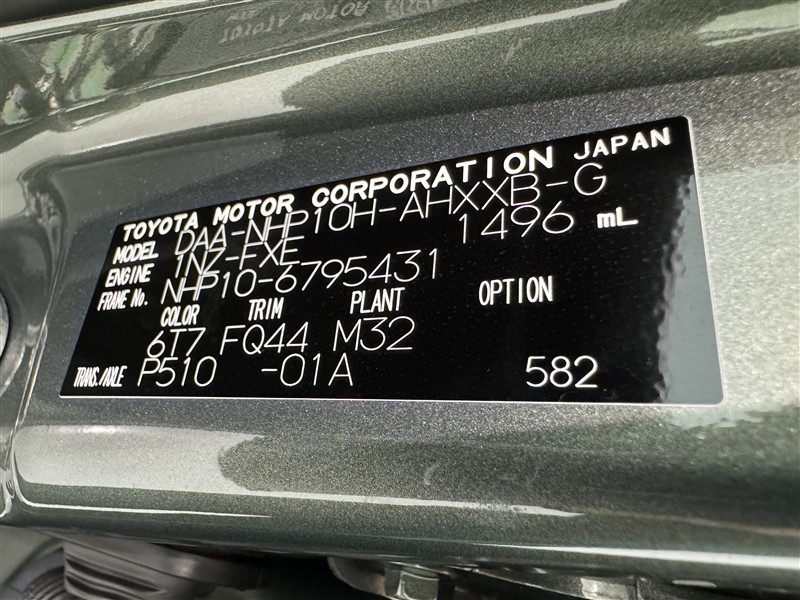 TOYOTA MOTOR CORPORATION JAPAN
MODEL DAA-NHP10H-AHXXB-G
ENGINE 1NZ-FXE 1496 mL
FRAME No. NHP10-6795431
COLOR TRIM PLANT OPTION
6T7 FQ44 M32
TRANS./AXLE P510 -01A 582